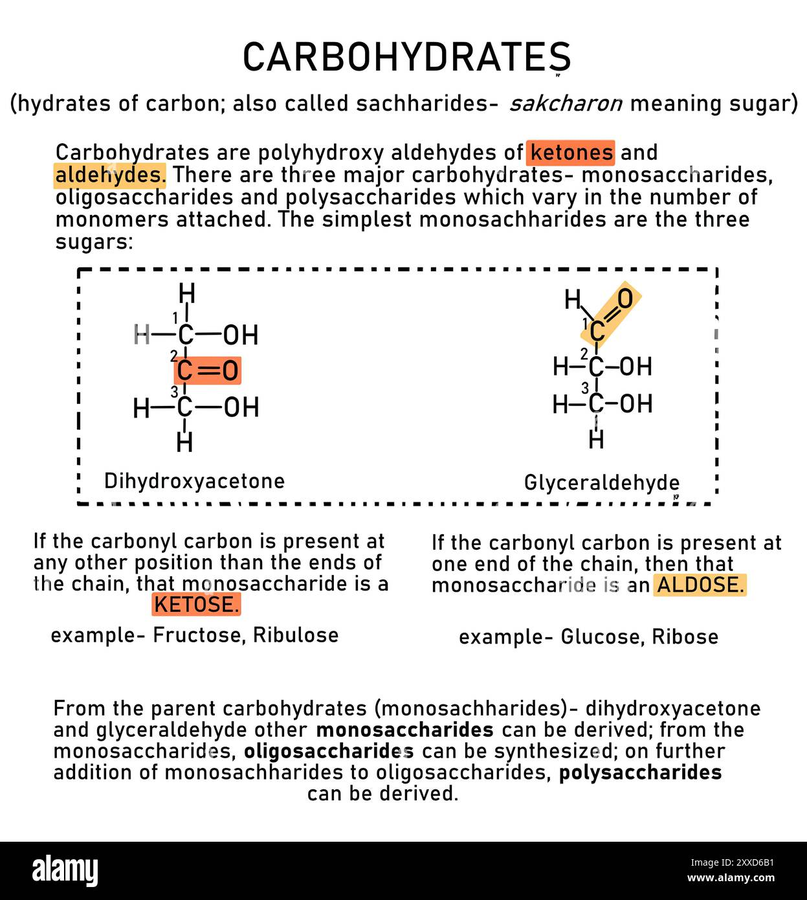 CARBOHYDRATES
(hydrates of carbon; also called sachharides- sakcharon meaning sugar)
Carbohydrates are polyhydroxy aldehydes of ketones and
aldehydes. There are three major carbohydrates- monosaccharides,
oligosaccharides and polysaccharides which vary in the number of
monomers attached. The simplest monosachharides are the three
sugars:
H
1
H—C—OH
2
C=O
3
H—C—OH
H
Dihydroxyacetone
H O
1
C
2
H–C–OH
3
H–C–OH
H
Glyceraldehyde
If the carbonyl carbon is present at
any other position than the ends of
the chain, that monosaccharide is a
KETOSE.
example- Fructose, Ribulose
If the carbonyl carbon is present at
one end of the chain, then that
monosaccharide is an ALDOSE.
example- Glucose, Ribose
From the parent carbohydrates (monosachharides)- dihydroxyacetone
and glyceraldehyde other monosaccharides can be derived; from the
monosaccharides, oligosaccharides can be synthesized; on further
addition of monosachharides to oligosaccharides, polysaccharides
can be derived.
alamy
Image ID: 2XXD6B1
www.alamy.com